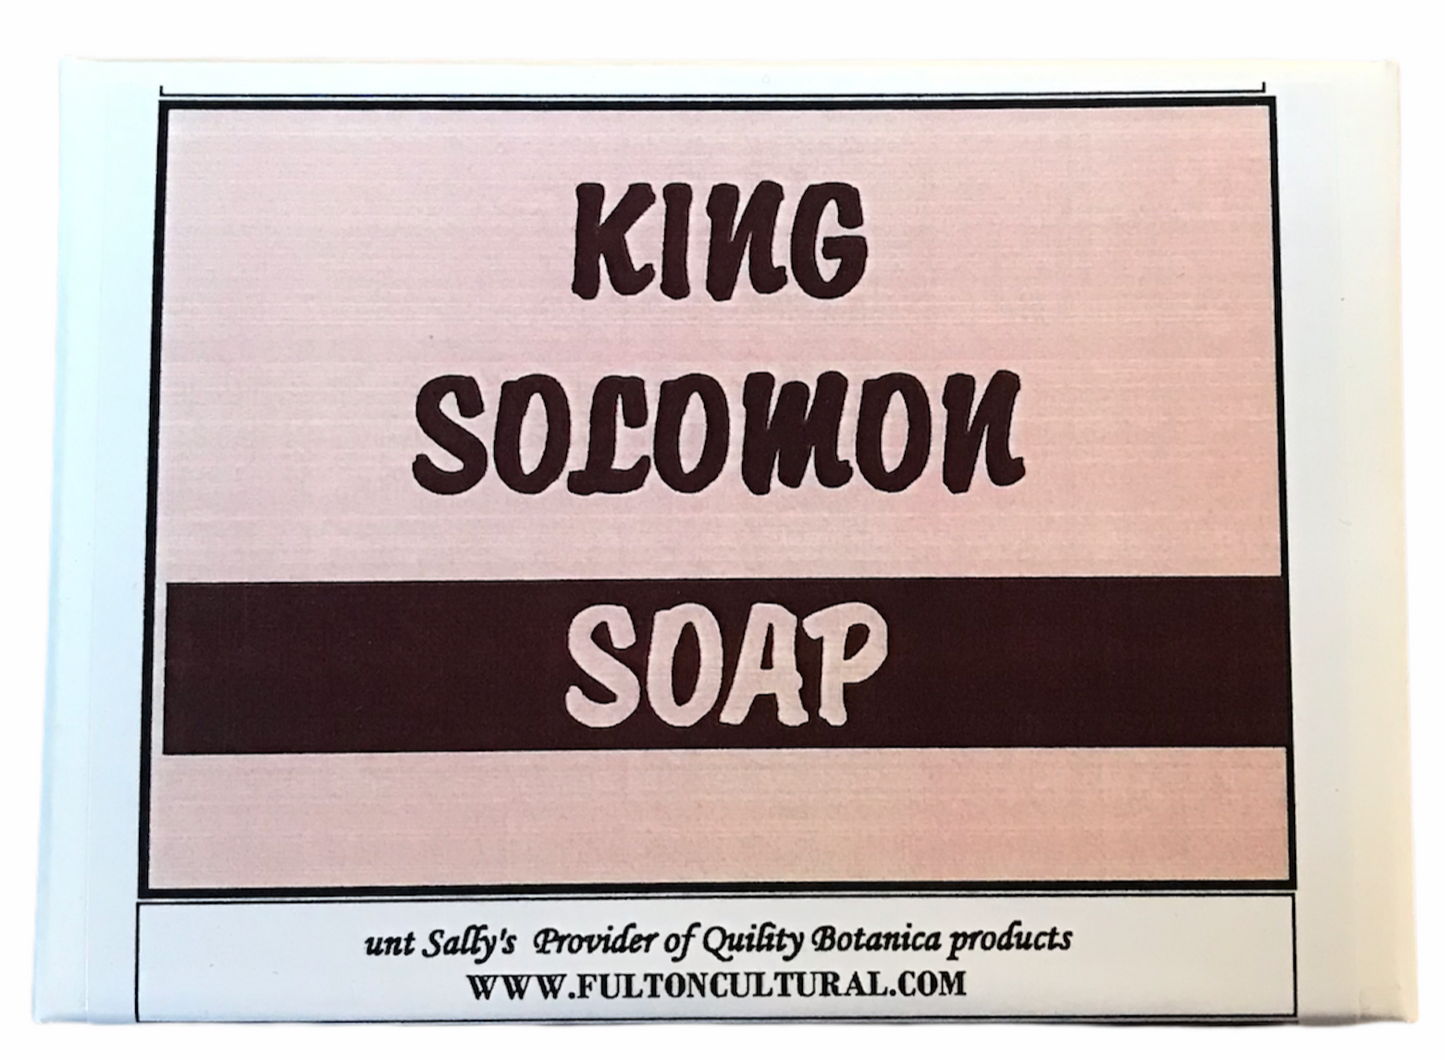 KING
SOLOMON
SOAP
unt Sally's Provider of Quility Botanica products
WWW.FULTONCULTURAL.COM